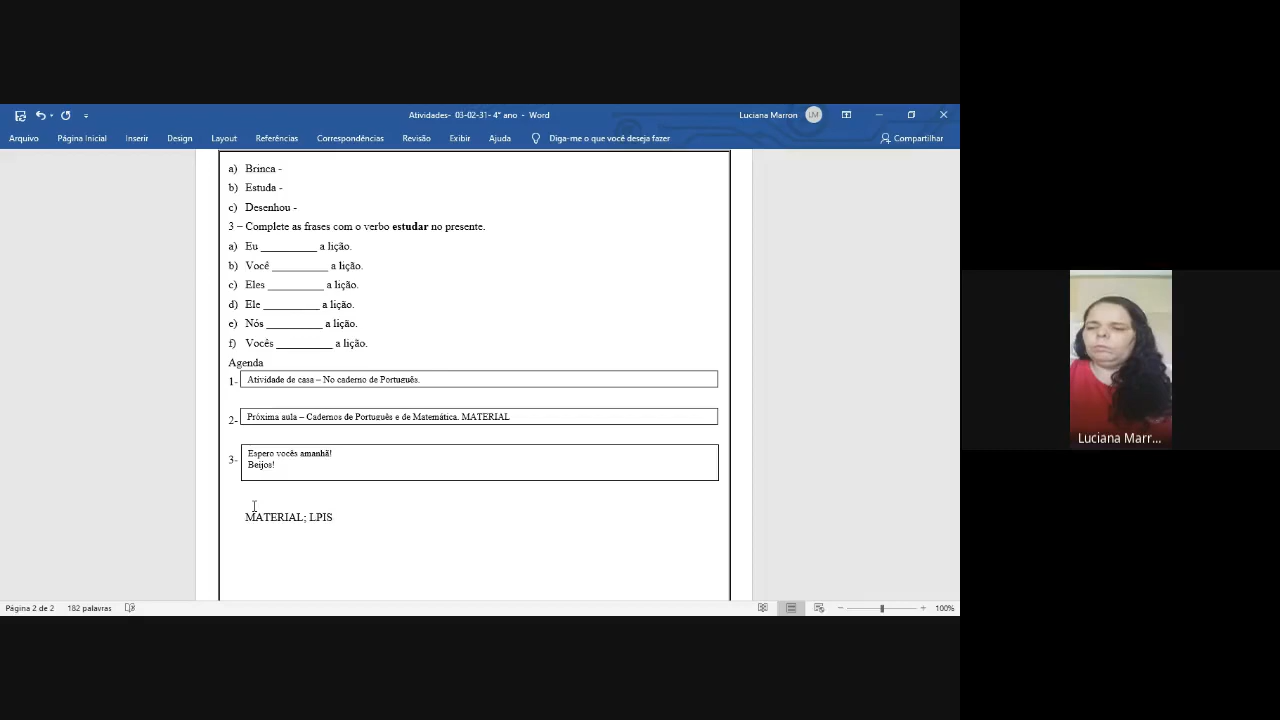 Atividades- 03-02-31- 4° ano - Word
Luciana Marron
LM
Arquivo
Página Inicial
Inserir
Design
Layout
Referências
Correspondências
Revisão
Exibir
Ajuda
Diga-me o que você deseja fazer
Compartilhar
a) Brinca -
b) Estuda -
c) Desenhou -
3 – Complete as frases com o verbo estudar no presente.
a) Eu __________ a lição.
b) Você __________ a lição.
c) Eles __________ a lição.
d) Ele __________ a lição.
e) Nós __________ a lição.
f) Vocês __________ a lição.
Agenda
1- Atividade de casa – No caderno de Português.
2- Próxima aula – Cadernos de Português e de Matemática. MATERIAL
3- Espero vocês amanhã!
Beijos!
MATERIAL; LPIS
Luciana Marr...
Página 2 de 2
182 palavras
100%